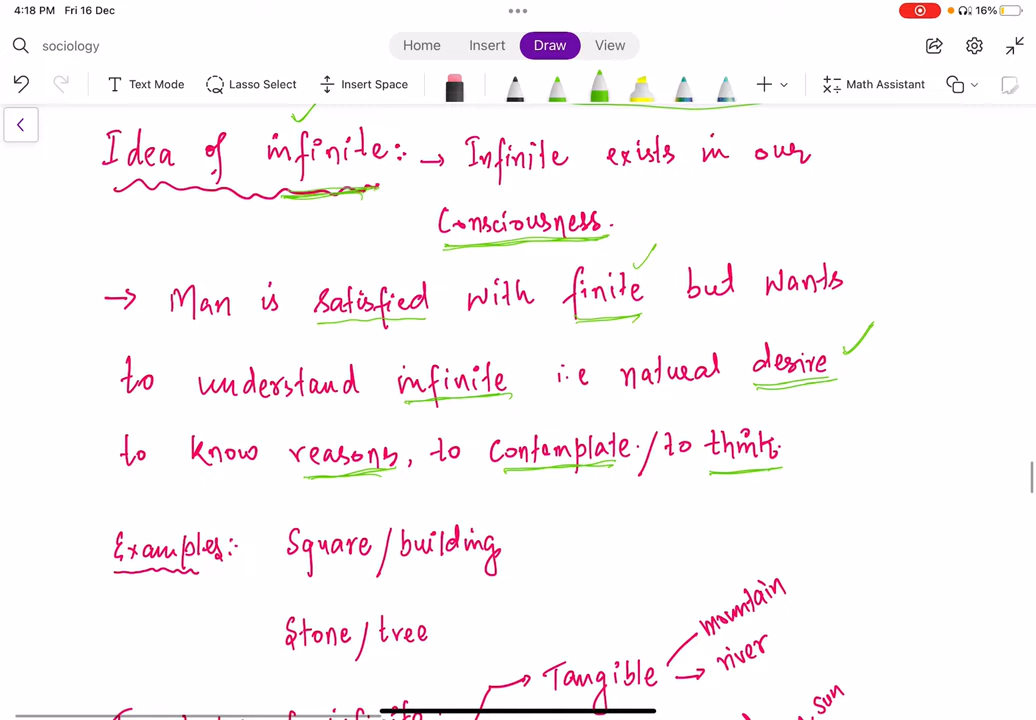 4:18 PM Fri 16 Dec
16%
sociology
Home Insert Draw View
Text Mode Lasso Select Insert Space Math Assistant
Idea of infinite:- → Infinite exists in our
Consciousness.
→ Man is satisfied with finite but wants
to understand infinite i.e natural desire
to know reasons, to contemplate./to think.
Examples:- Square/building
Stone/tree
mountain
Tangible → river
sun